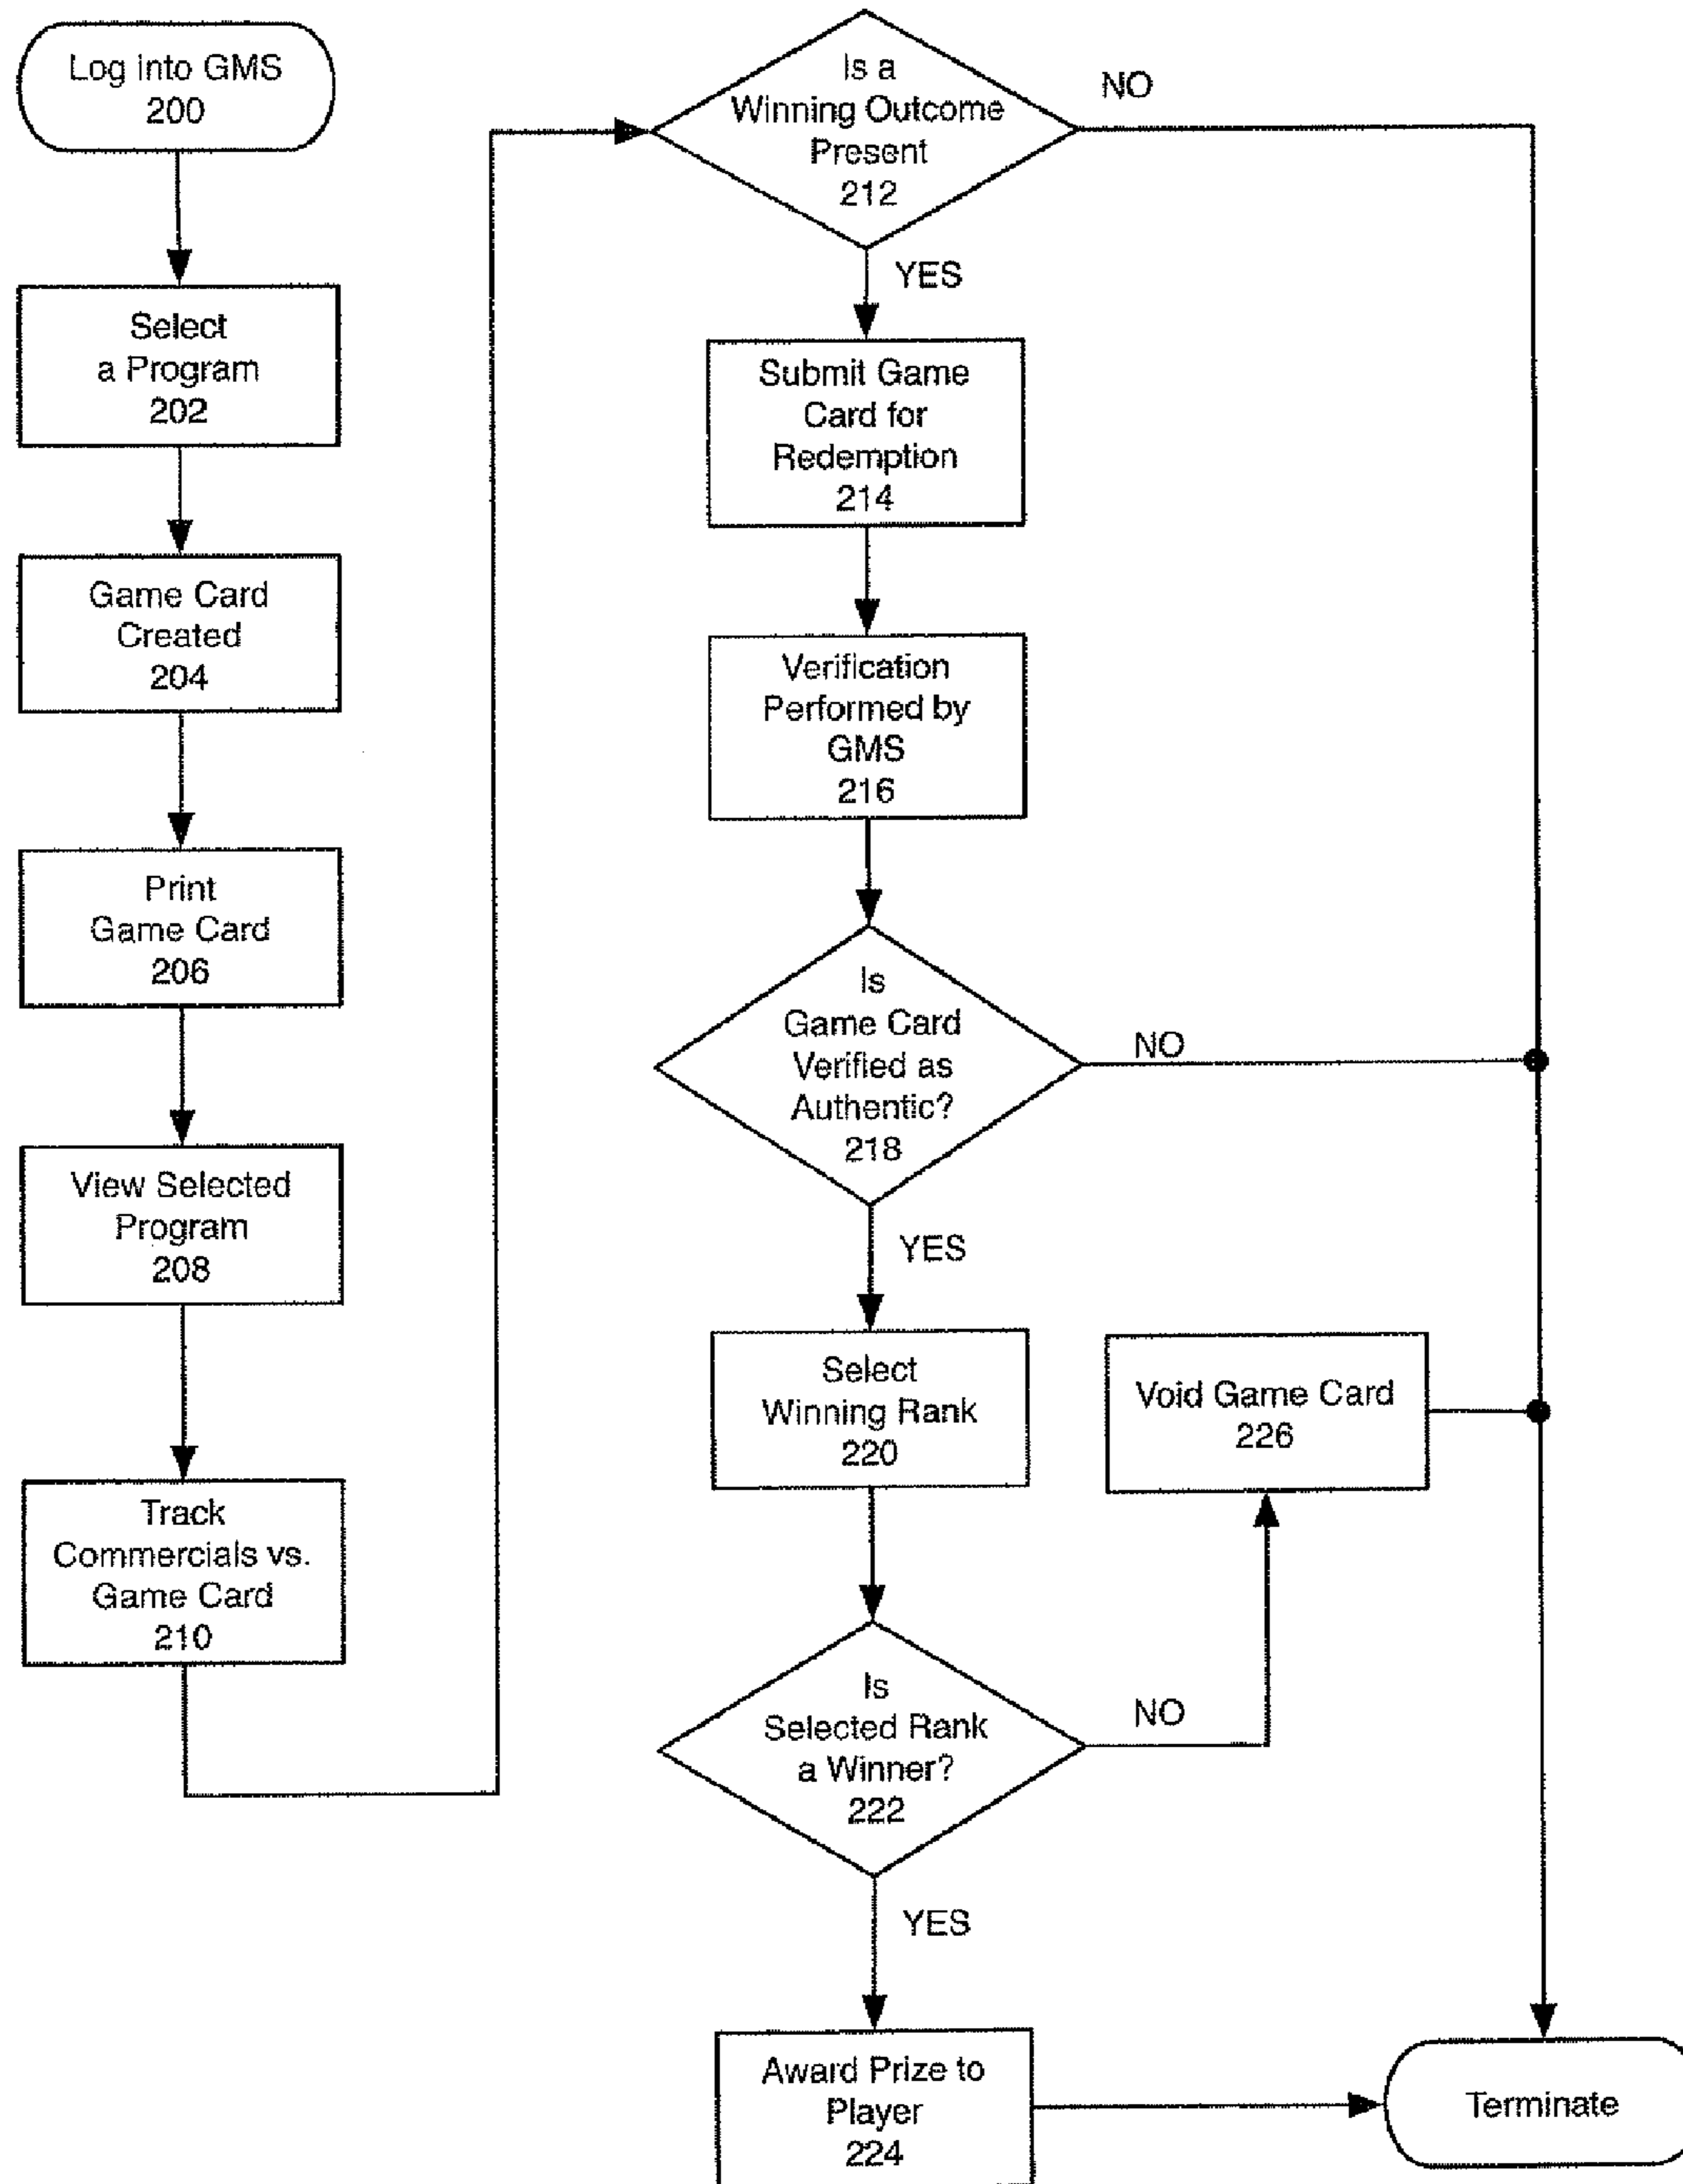 Log into GMS
200
Select
a Program
202
Game Card
Created
204
Print
Game Card
206
View Selected
Program
208
Track
Commercials vs.
Game Card
210
Is a
Winning Outcome
Present
212
NO
YES
Submit Game
Card for
Redemption
214
Verification
Performed by
GMS
216
Is
Game Card
Verified as
Authentic?
218
NO
YES
Select
Winning Rank
220
Void Game Card
226
Is
Selected Rank
a Winner?
222
NO
YES
Award Prize to
Player
224
Terminate